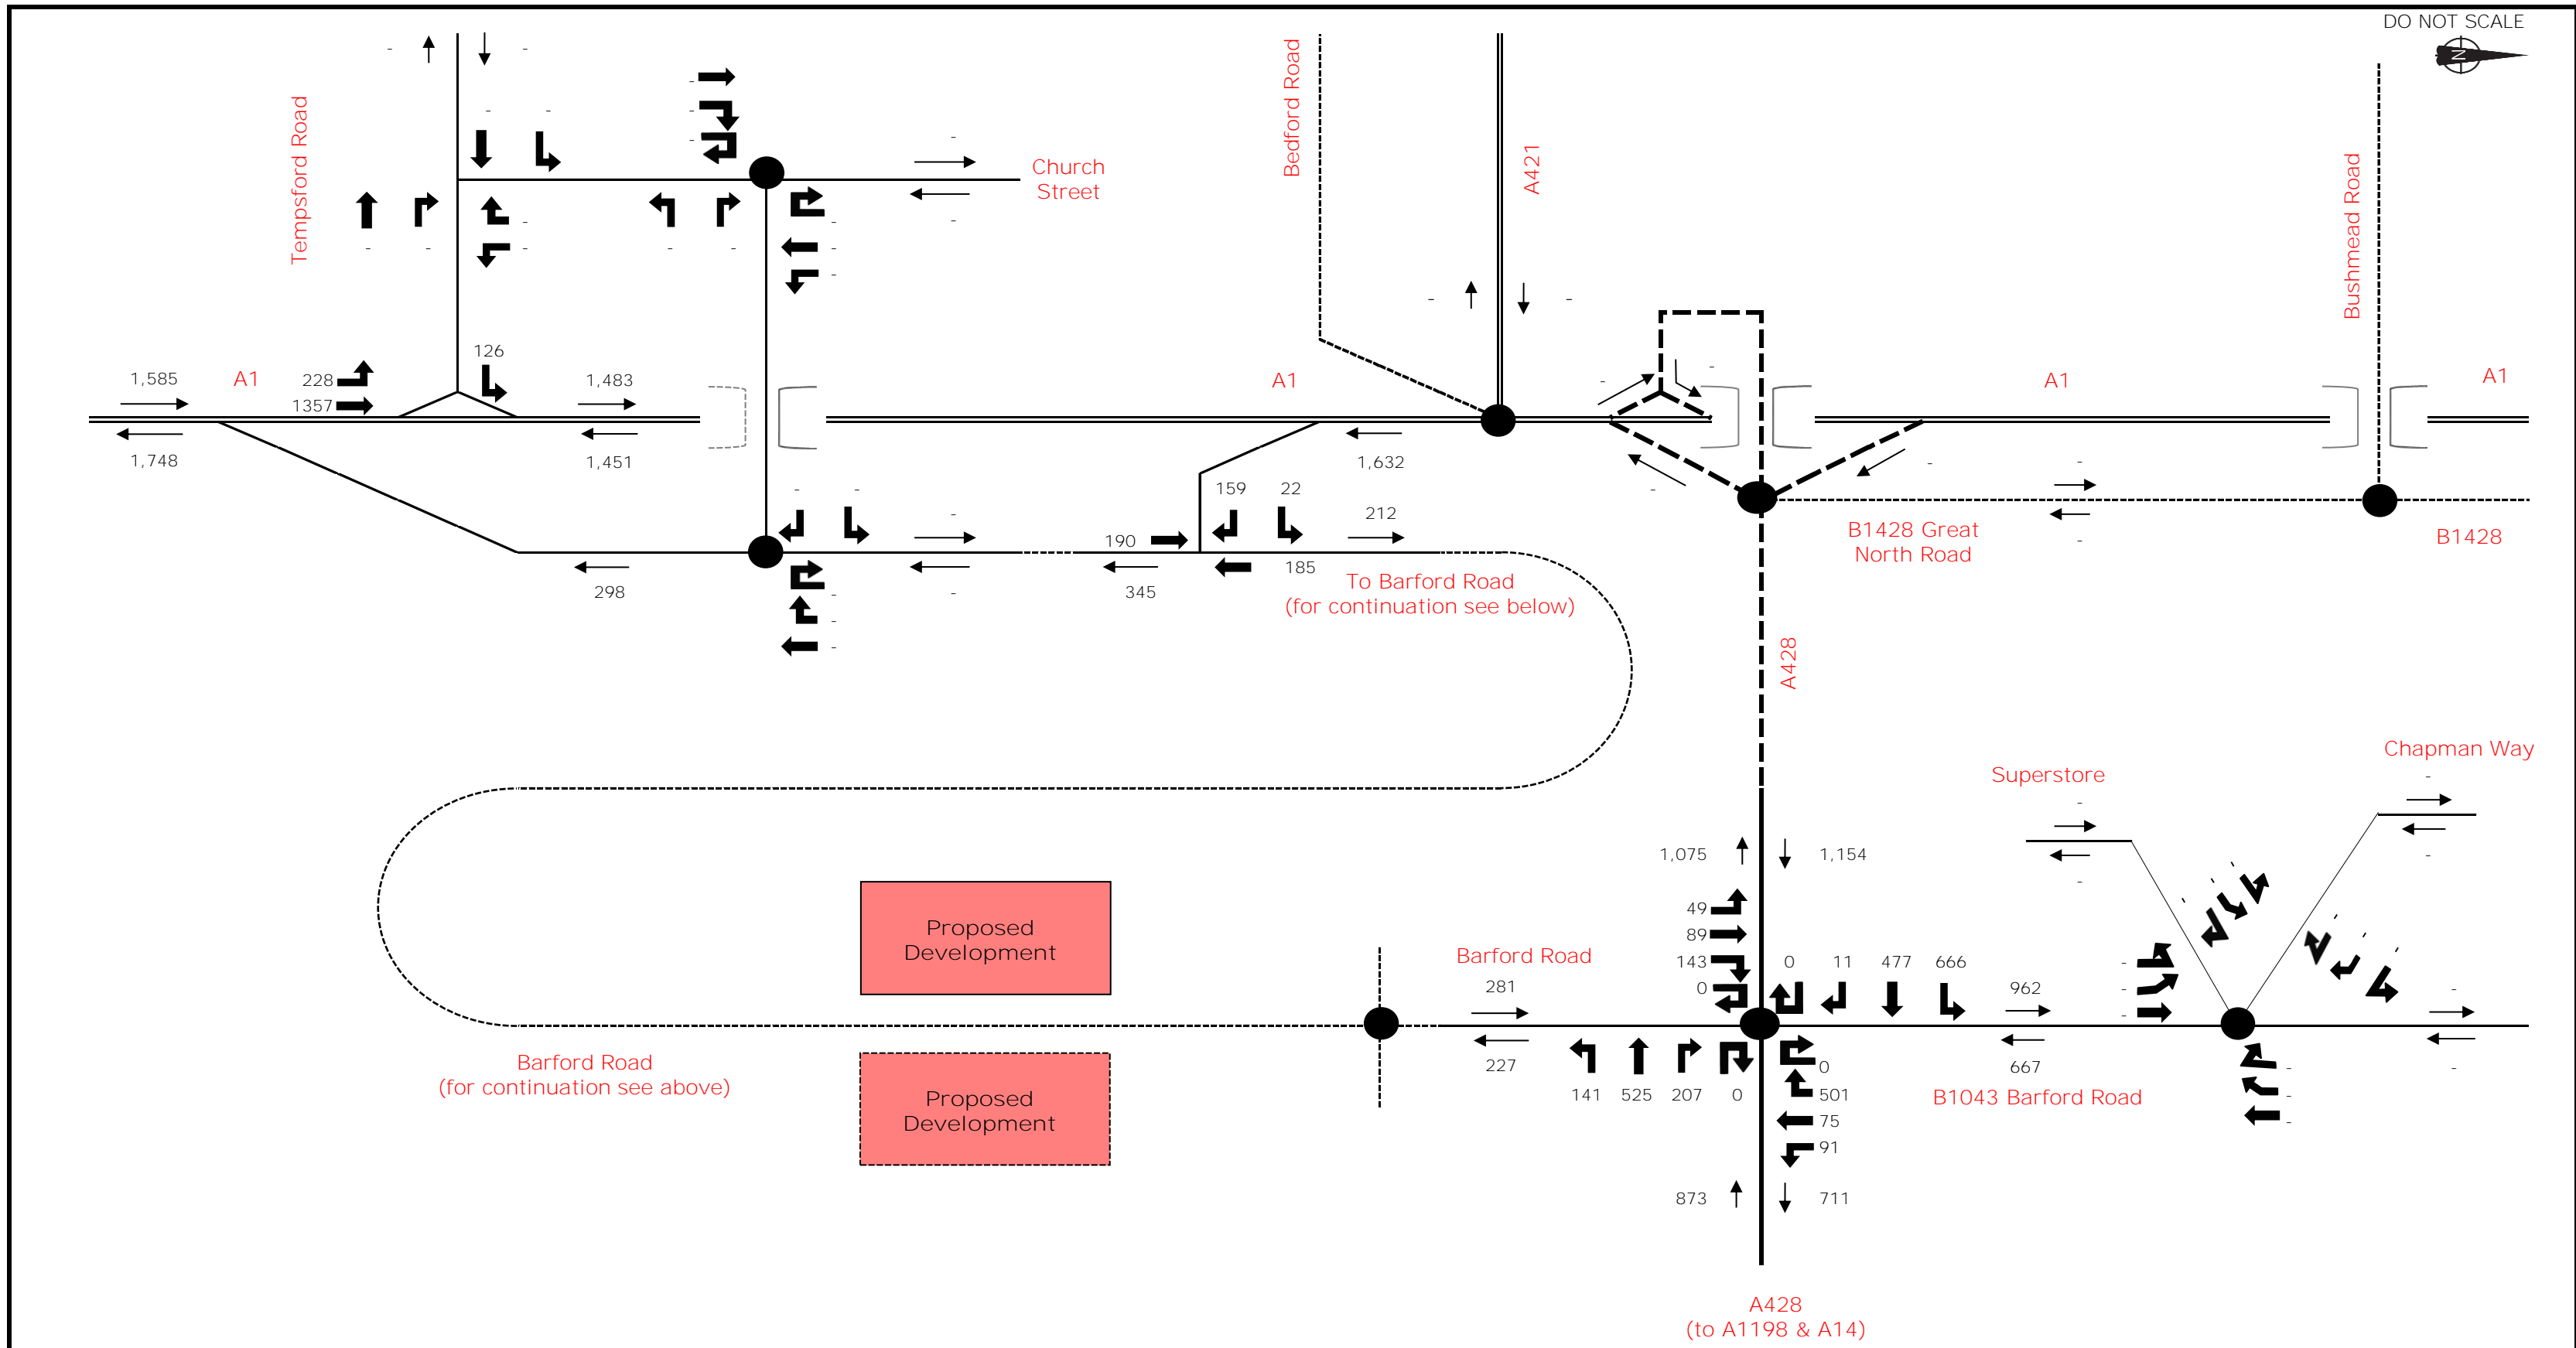 DO NOT SCALE
N
Tempsford Road
Church
Street
Bedford Road
A421
Bushmead Road
1,585
A1
228
1357
126
1,483
1,748
1,451
A1
1,632
A1
A1
159
22
212
190
185
298
345
To Barford Road
(for continuation see below)
B1428 Great
North Road
B1428
A428
Superstore
Chapman Way
1,075
1,154
Proposed
Development
49
89
143
0
Barford Road
281
227
0
11
477
666
962
667
141
525
207
0
0
501
75
91
B1043 Barford Road
Barford Road
(for continuation see above)
Proposed
Development
873
711
A428
(to A1198 & A14)